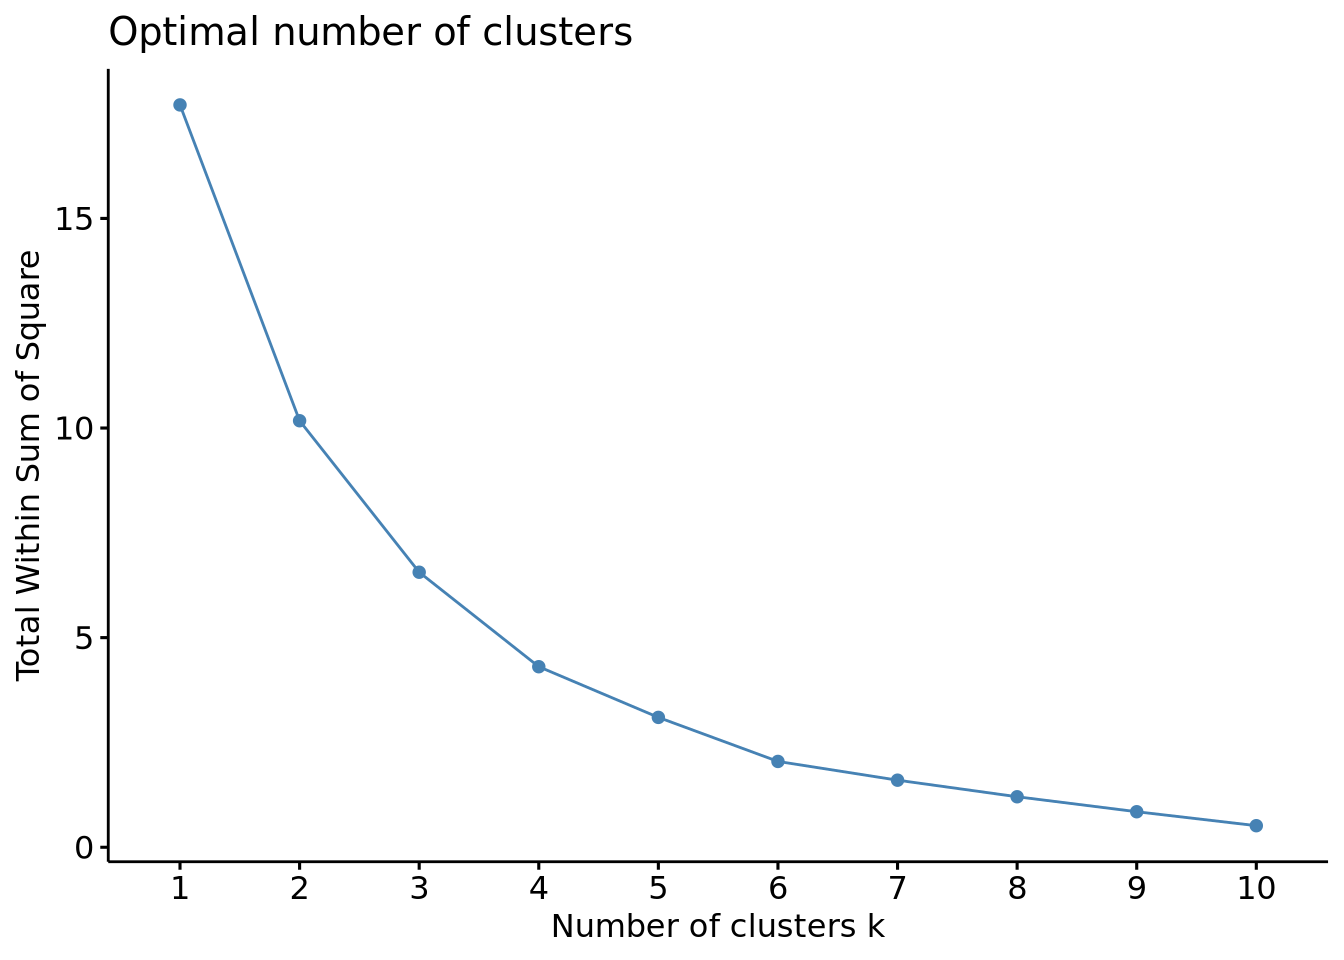 Optimal number of clusters
Total Within Sum of Square
15
10
5
0
1 2 3 4 5 6 7 8 9 10
Number of clusters k